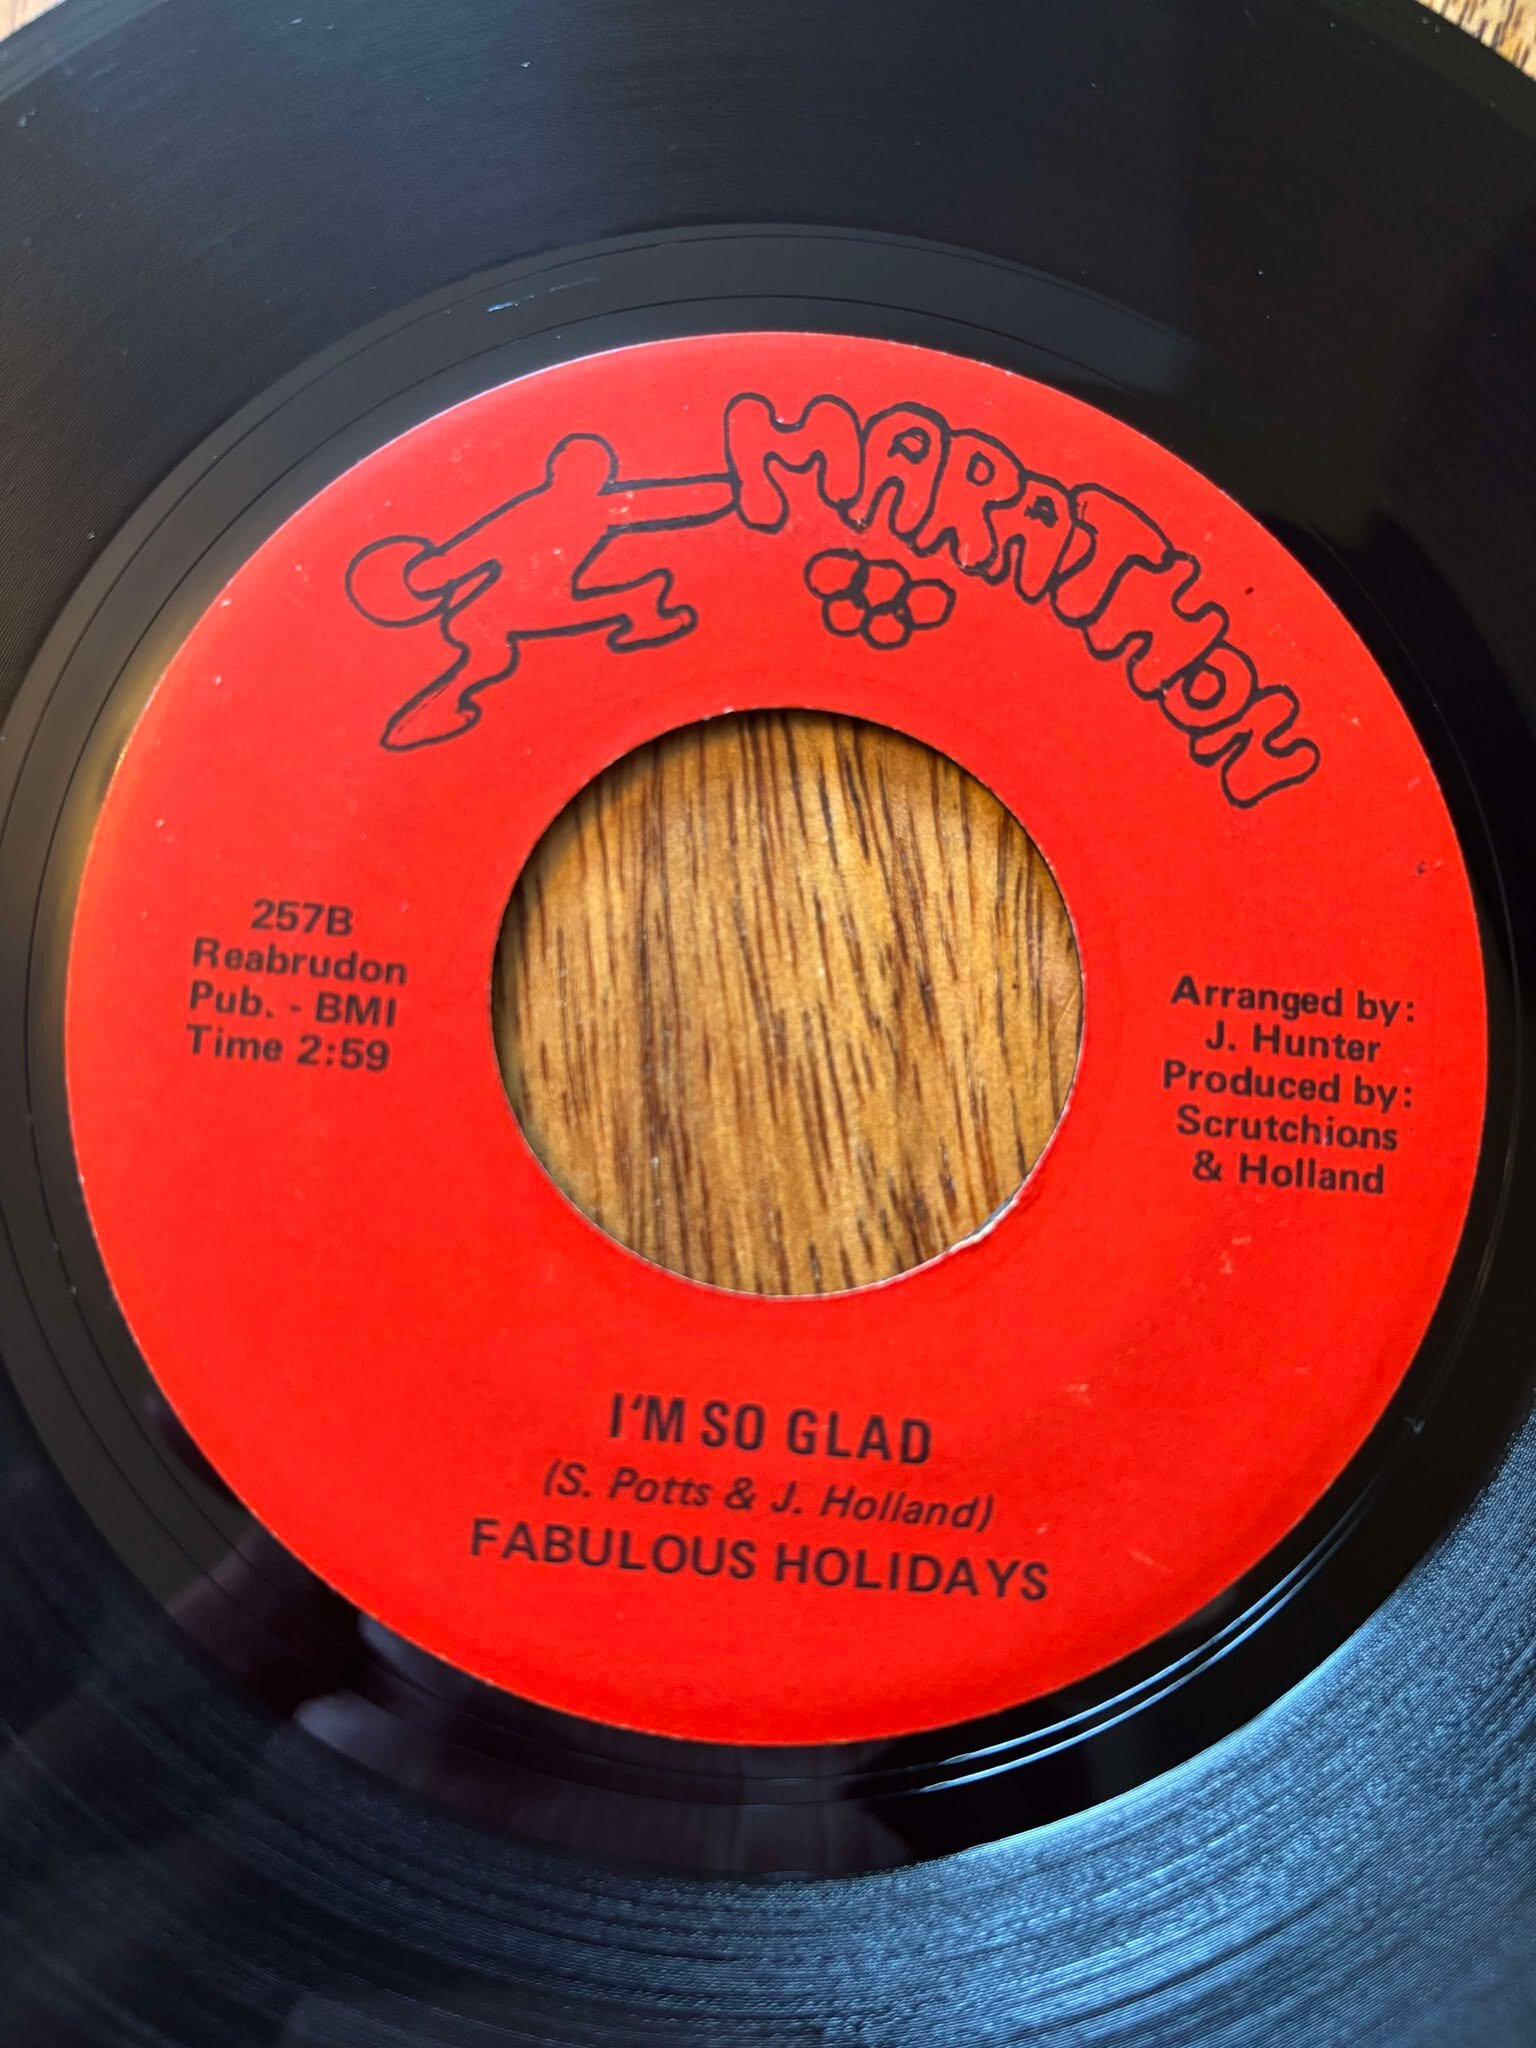 MARATHON
257B
Reabrudon
Pub. - BMI
Time 2:59
Arranged by:
J. Hunter
Produced by:
Scrutchions
& Holland
I'M SO GLAD
(S. Potts & J. Holland)
FABULOUS HOLIDAYS